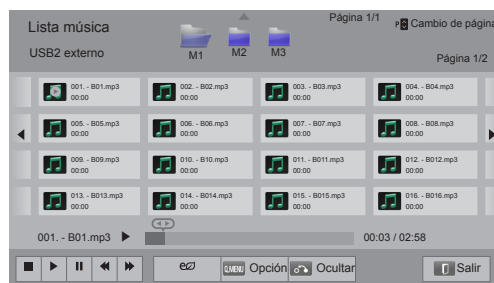 Lista música
Página 1/1
P Cambio de página
USB2 externo
M1
M2
M3
Página 1/2
001. - B01.mp3
00:00
002. - B02.mp3
00:00
003. - B03.mp3
00:00
004. - B04.mp3
00:00
005. - B05.mp3
00:00
006. - B06.mp3
00:00
007. - B07.mp3
00:00
008. - B08.mp3
00:00
009. - B09.mp3
00:00
010. - B10.mp3
00:00
011. - B011.mp3
00:00
012. - B012.mp3
00:00
013. - B013.mp3
00:00
014. - B014.mp3
00:00
015. - B015.mp3
00:00
016. - B016.mp3
00:00
001. - B01.mp3
00:03 / 02:58
Q.MENU Opción
Ocultar
Salir